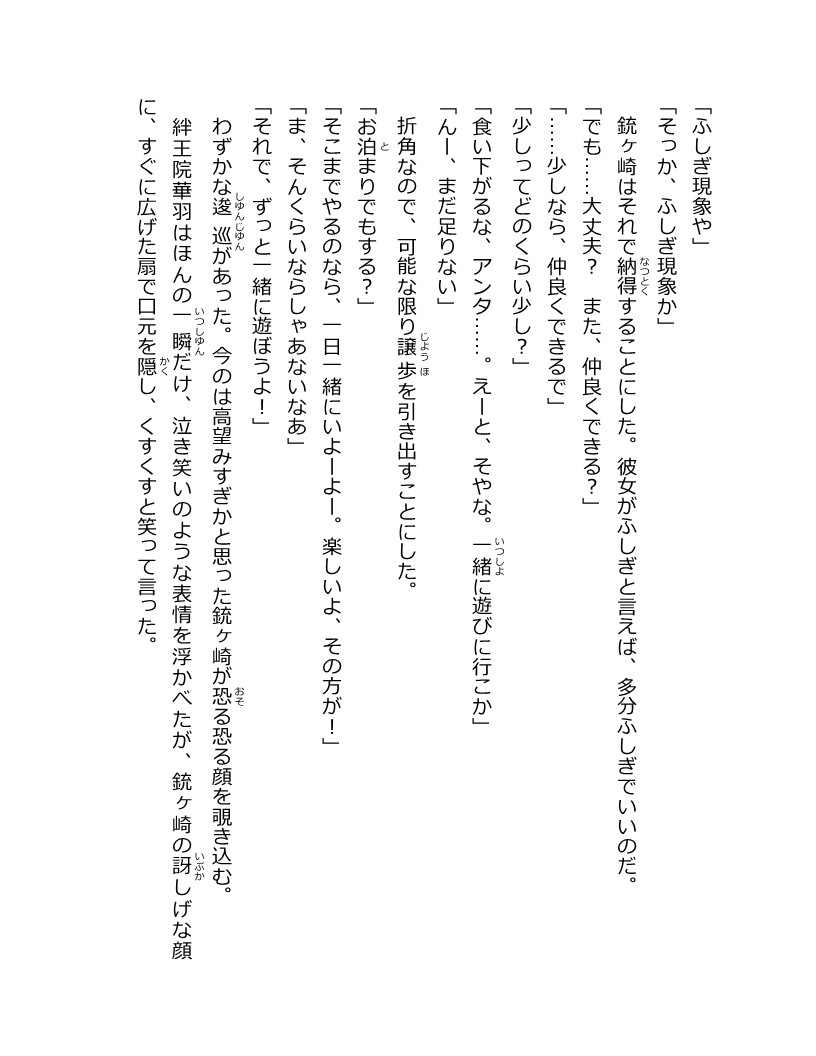 「ふしぎ現象や」
「そっか、ふしぎ現象か」
銃ヶ崎はそれで納得することにした。彼女がふしぎと言えば、多分ふしぎでいいのだ。
「でも……大丈夫？　また、仲良くできる？」
「……少しなら、仲良くできるで」
「少しってどのくらい少し？」
「食い下がるな、アンタ……。えーと、そやな。一緒に遊びに行こか」
「んー、まだ足りない」
折角なので、可能な限り譲歩を引き出すことにした。
「お泊まりでもする？」
「そこまでやるのなら、一日一緒にいよーよー。楽しいよ、その方が！」
「ま、そんくらいならしゃあないなあ」
「それで、ずっと一緒に遊ぼうよ！」
わずかな逡巡があった。今のは高望みすぎかと思った銃ヶ崎が恐る恐る顔を覗き込む。
絆王院華羽はほんの一瞬だけ、泣き笑いのような表情を浮かべたが、銃ヶ崎の訝しげな顔
に、すぐに広げた扇で口元を隠し、くすくすと笑って言った。